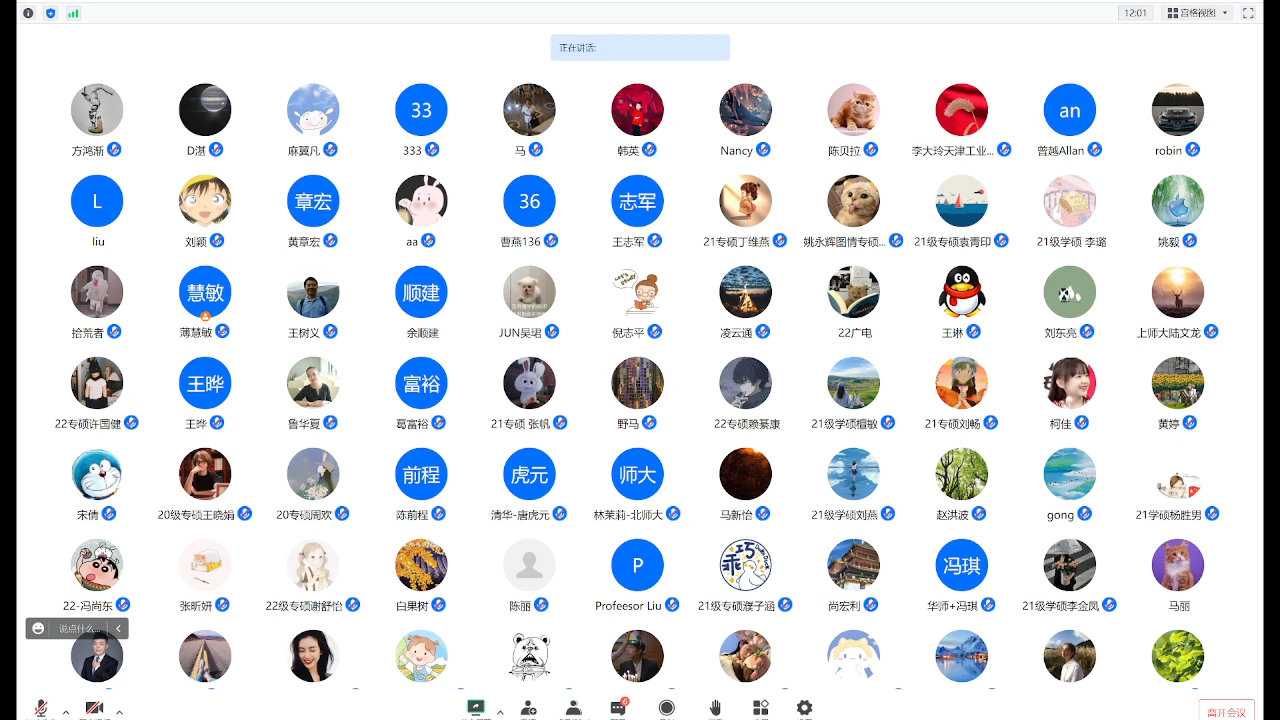 12:01 宫格视图
正在讲话:
33
an
方鸿渐 D湛 麻翼凡 333 马 韩英 Nancy 陈贝拉 李大玲天津工业... 曾越Allan robin
L 章宏 36 志军
liu 刘颖 黄章宏 aa 曹燕136 王志军 21专硕丁维燕 姚永辉图情专硕... 21级专硕袁青印 21级学硕 李璐 姚毅
慧敏 顺建
拾荒者 薄慧敏 王树义 余顺建 JUN吴珺 倪志平 凌云通 22广电 王琳 刘东亮 上师大陆文龙
王晔 富裕
22专硕许国健 王晔 鲁华夏 葛富裕 21专硕 张帆 野马 22专硕赖綦康 21级学硕檀敏 21专硕刘畅 柯佳 黄婷
前程 虎元 师大
宋倩 20级专硕王晓娟 20专硕周欢 陈前程 清华-唐虎元 林茉莉-北师大 马新怡 21级学硕刘燕 赵洪波 gong 21学硕杨胜男
P 乖巧 冯琪
22-冯尚东 张昕妍 22级专硕谢舒怡 白果树 陈丽 Profeesor Liu 21级专硕濮子涵 尚宏利 华师+冯琪 21级学硕李金凤 马丽
说点什么...
6
离开会议